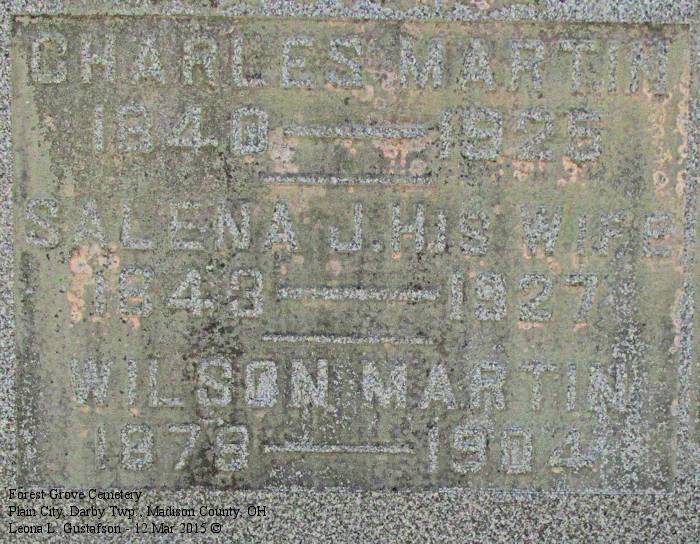 CHARLES MARTIN
1840 — 1925
SALENA J. HIS WIFE
1843 — 1927
WILSON MARTIN
1878 — 1904
Forest Grove Cemetery
Plain City, Darby Twp., Madison County, OH
Leona L. Gustafson - 12 Mar 2015 ©